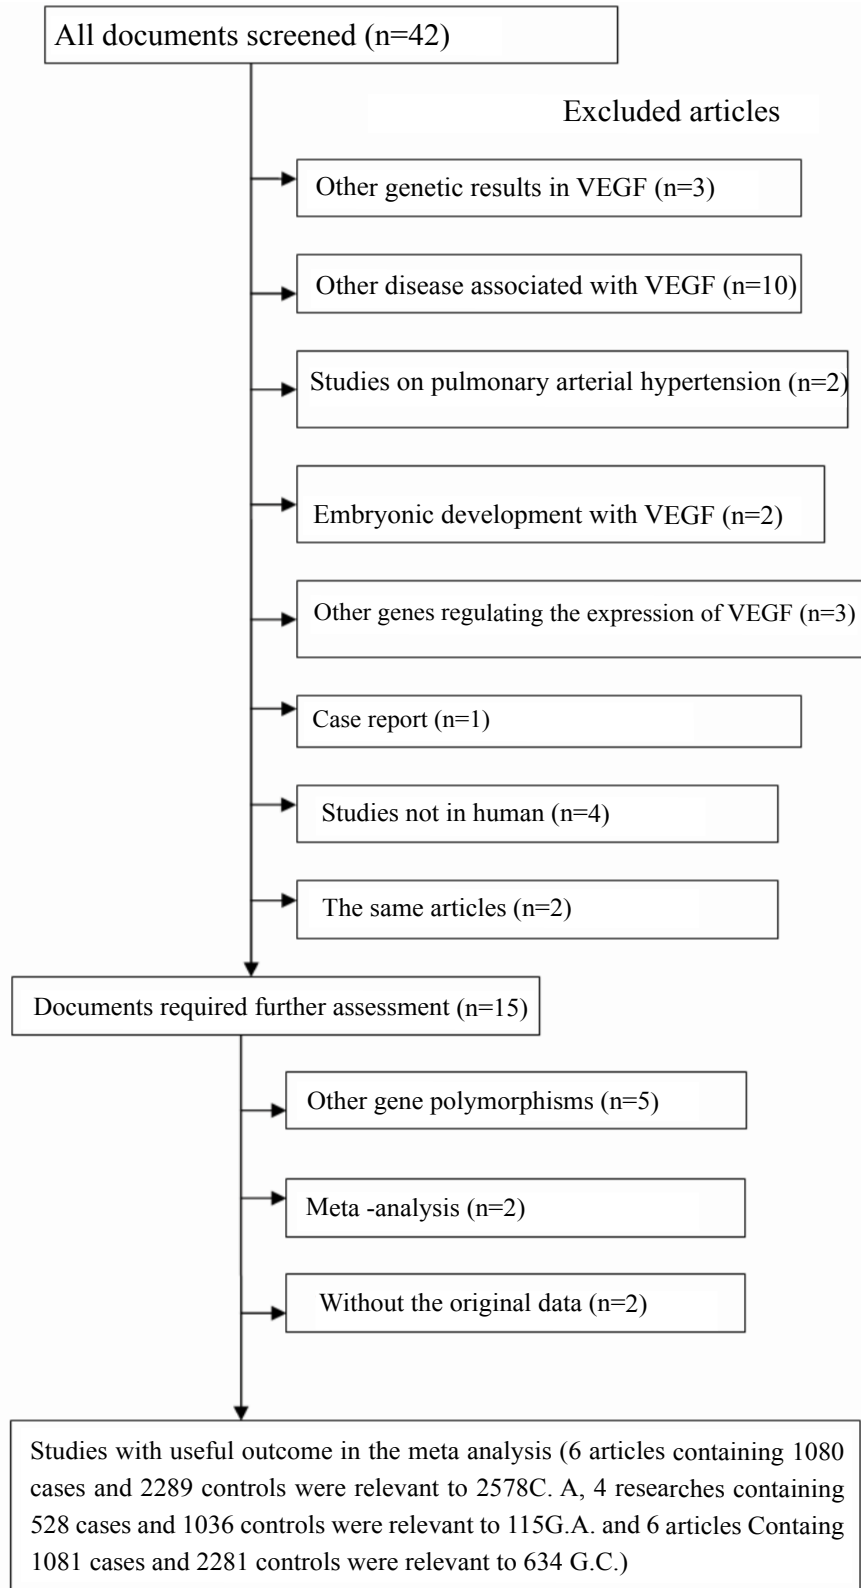 All documents screened (n=42)
Excluded articles
Other genetic results in VEGF (n=3)
Other disease associated with VEGF (n=10)
Studies on pulmonary arterial hypertension (n=2)
Embryonic development with VEGF (n=2)
Other genes regulating the expression of VEGF (n=3)
Case report (n=1)
Studies not in human (n=4)
The same articles (n=2)
Documents required further assessment (n=15)
Other gene polymorphisms (n=5)
Meta -analysis (n=2)
Without the original data (n=2)
Studies with useful outcome in the meta analysis (6 articles containing 1080
cases and 2289 controls were relevant to 2578C. A, 4 researches containing
528 cases and 1036 controls were relevant to 115G.A. and 6 articles Containg
1081 cases and 2281 controls were relevant to 634 G.C.)